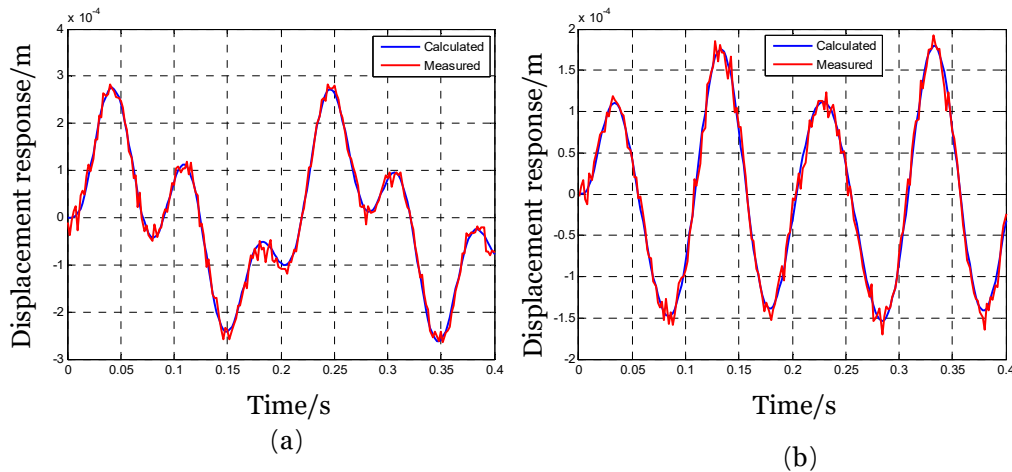 x 10⁻⁴
4
3
2
1
0
-1
-2
-3
Displacement response/m
Calculated
Measured
0 0.05 0.1 0.15 0.2 0.25 0.3 0.35 0.4
Time/s
(a)
x 10⁻⁴
2
1.5
1
0.5
0
-0.5
-1
-1.5
-2
Displacement response/m
Calculated
Measured
0 0.05 0.1 0.15 0.2 0.25 0.3 0.35 0.4
Time/s
(b)